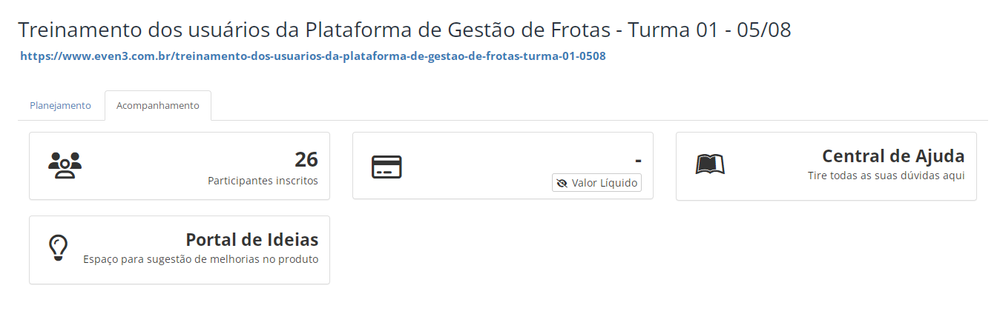 Treinamento dos usuários da Plataforma de Gestão de Frotas - Turma 01 - 05/08
https://www.even3.com.br/treinamento-dos-usuarios-da-plataforma-de-gestao-de-frotas-turma-01-0508
Planejamento
Acompanhamento
26
Participantes inscritos
-
Valor Líquido
Central de Ajuda
Tire todas as suas dúvidas aqui
Portal de Ideias
Espaço para sugestão de melhorias no produto